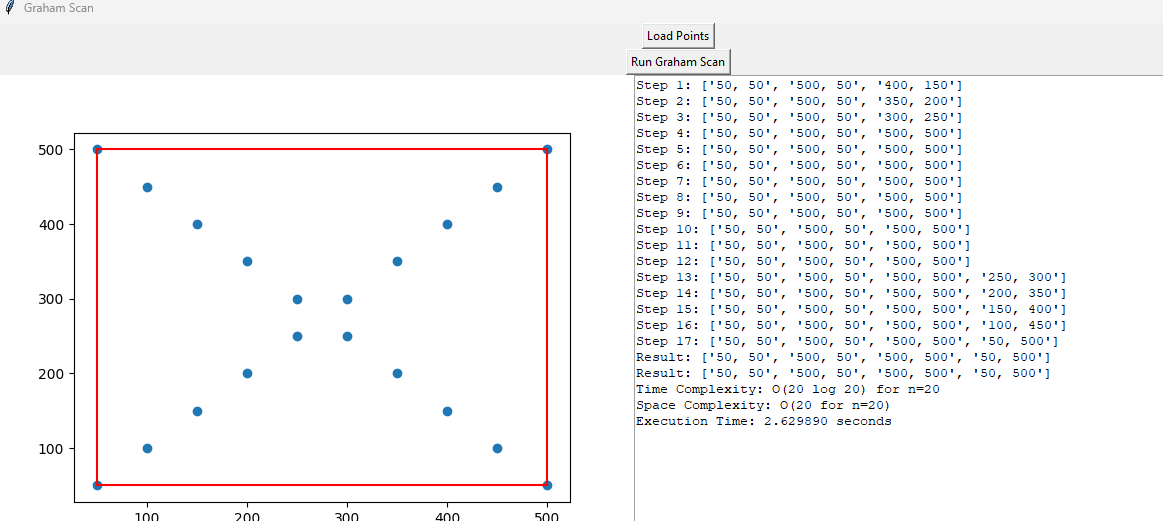 Graham Scan
Load Points
Run Graham Scan
500
400
300
200
100
100 200 300 400 500
Step 1: ['50, 50', '500, 50', '400, 150']
Step 2: ['50, 50', '500, 50', '350, 200']
Step 3: ['50, 50', '500, 50', '300, 250']
Step 4: ['50, 50', '500, 50', '500, 500']
Step 5: ['50, 50', '500, 50', '500, 500']
Step 6: ['50, 50', '500, 50', '500, 500']
Step 7: ['50, 50', '500, 50', '500, 500']
Step 8: ['50, 50', '500, 50', '500, 500']
Step 9: ['50, 50', '500, 50', '500, 500']
Step 10: ['50, 50', '500, 50', '500, 500']
Step 11: ['50, 50', '500, 50', '500, 500']
Step 12: ['50, 50', '500, 50', '500, 500']
Step 13: ['50, 50', '500, 50', '500, 500', '250, 300']
Step 14: ['50, 50', '500, 50', '500, 500', '200, 350']
Step 15: ['50, 50', '500, 50', '500, 500', '150, 400']
Step 16: ['50, 50', '500, 50', '500, 500', '100, 450']
Step 17: ['50, 50', '500, 50', '500, 500', '50, 500']
Result: ['50, 50', '500, 50', '500, 500', '50, 500']
Result: ['50, 50', '500, 50', '500, 500', '50, 500']
Time Complexity: O(20 log 20) for n=20
Space Complexity: O(20 for n=20)
Execution Time: 2.629890 seconds